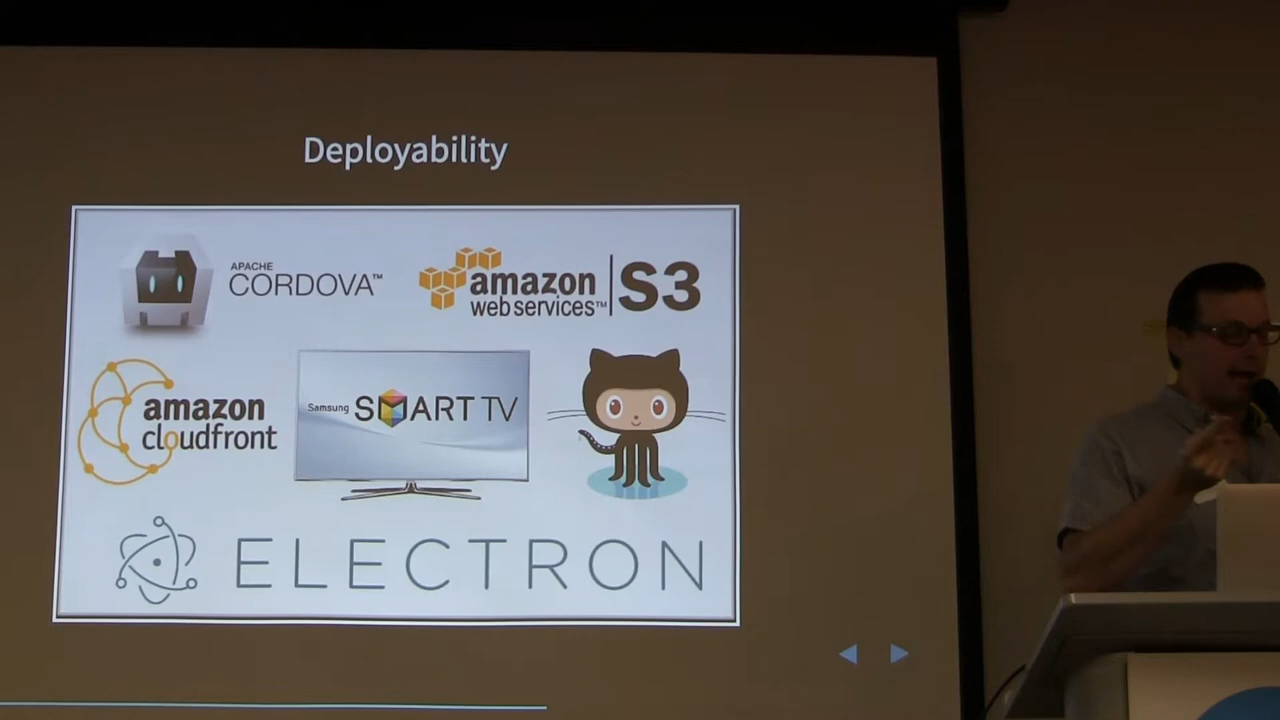 Deployability
APACHE
CORDOVA™
amazon
web services™
S3
amazon
cloudfront
Samsung SMART TV
ELECTRON